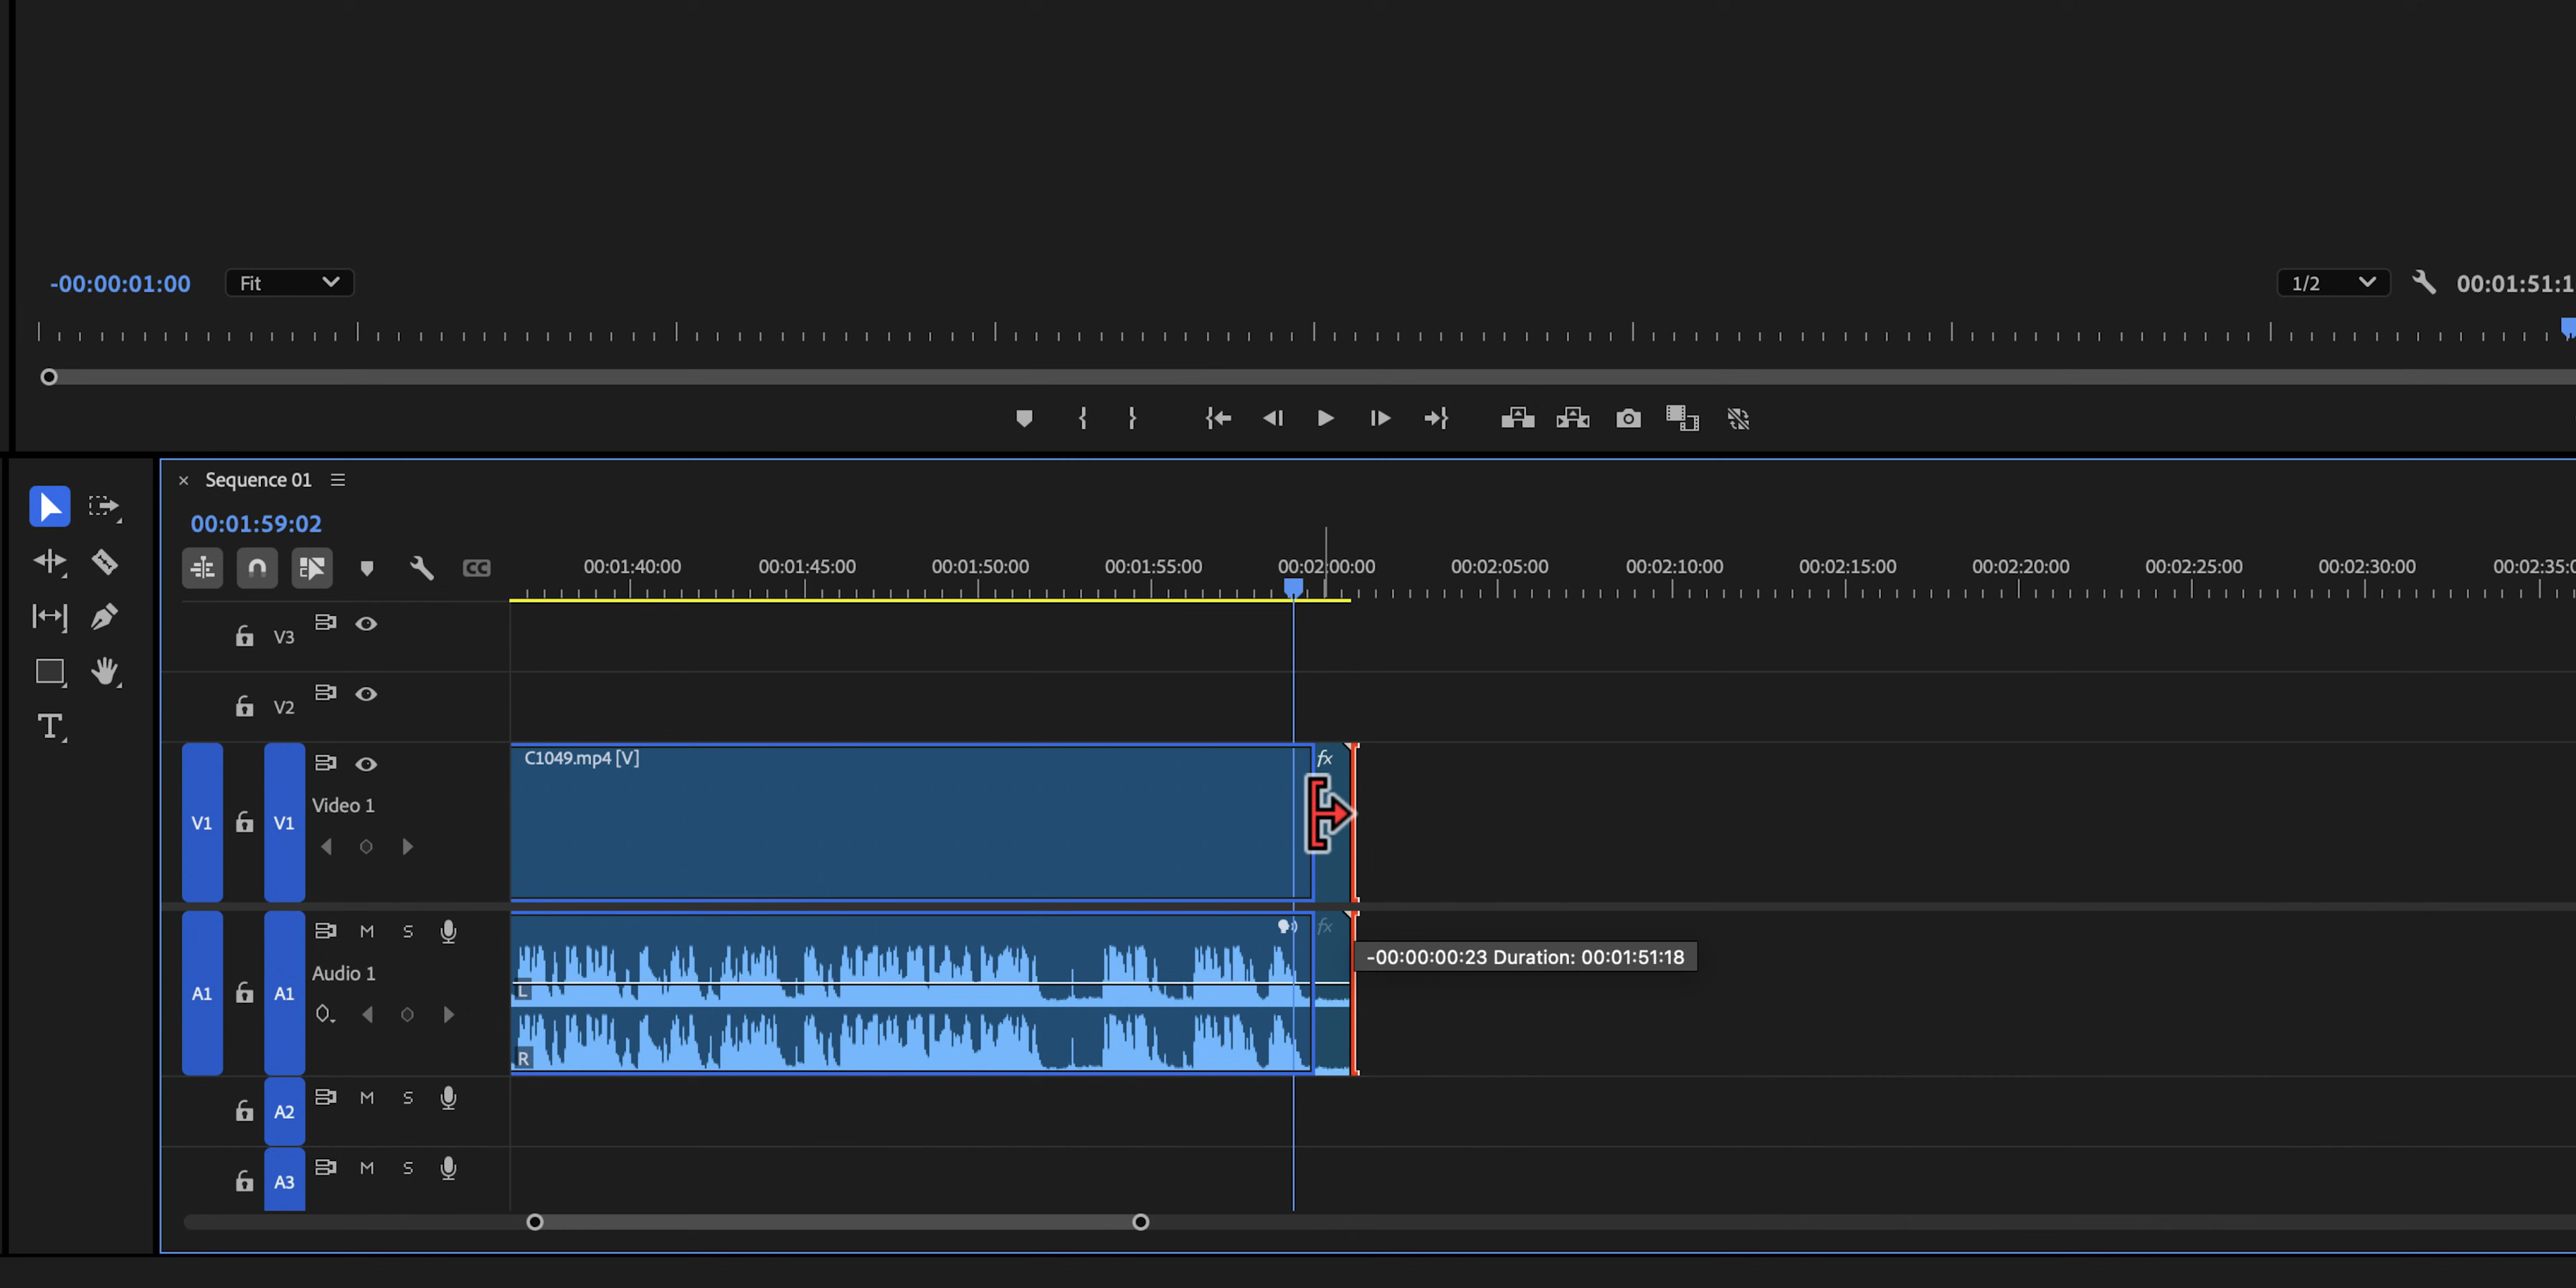 -00:00:01:00 Fit 1/2 00:01:51:1
Sequence 01
00:01:59:02
CC 00:01:40:00 00:01:45:00 00:01:50:00 00:01:55:00 00:02:00:00 00:02:05:00 00:02:10:00 00:02:15:00 00:02:20:00 00:02:25:00 00:02:30:00 00:02:35:0
V3
V2
T
C1049.mp4 [V] fx
V1 V1 Video 1
M S fx
A1 A1 Audio 1
-00:00:00:23 Duration: 00:01:51:18
L
R
A2 M S
A3 M S